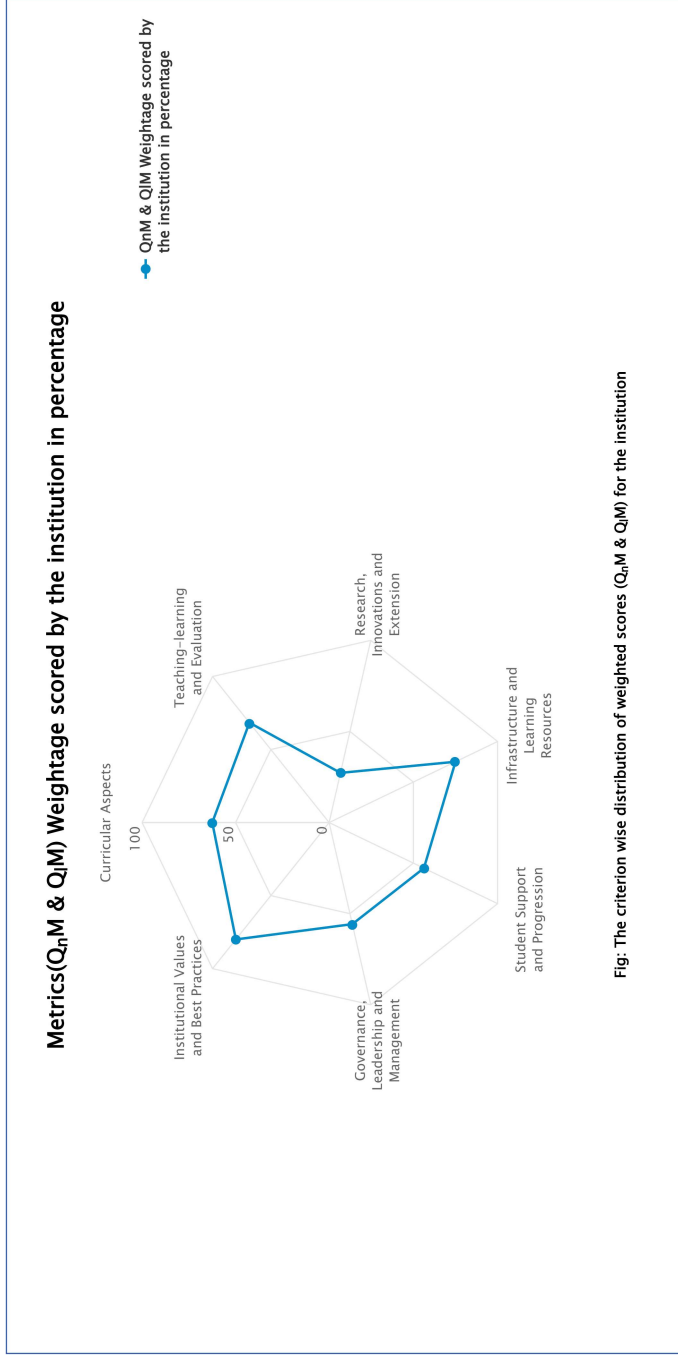 Metrics(QnM & QlM) Weightage scored by the institution in percentage
QnM & QlM Weightage scored by
the institution in percentage
Curricular Aspects
100
50
0
Teaching–learning
and Evaluation
Research,
Innovations and
Extension
Infrastructure and
Learning
Resources
Student Support
and Progression
Governance,
Leadership and
Management
Institutional Values
and Best Practices
Fig: The criterion wise distribution of weighted scores (QnM & QlM) for the institution